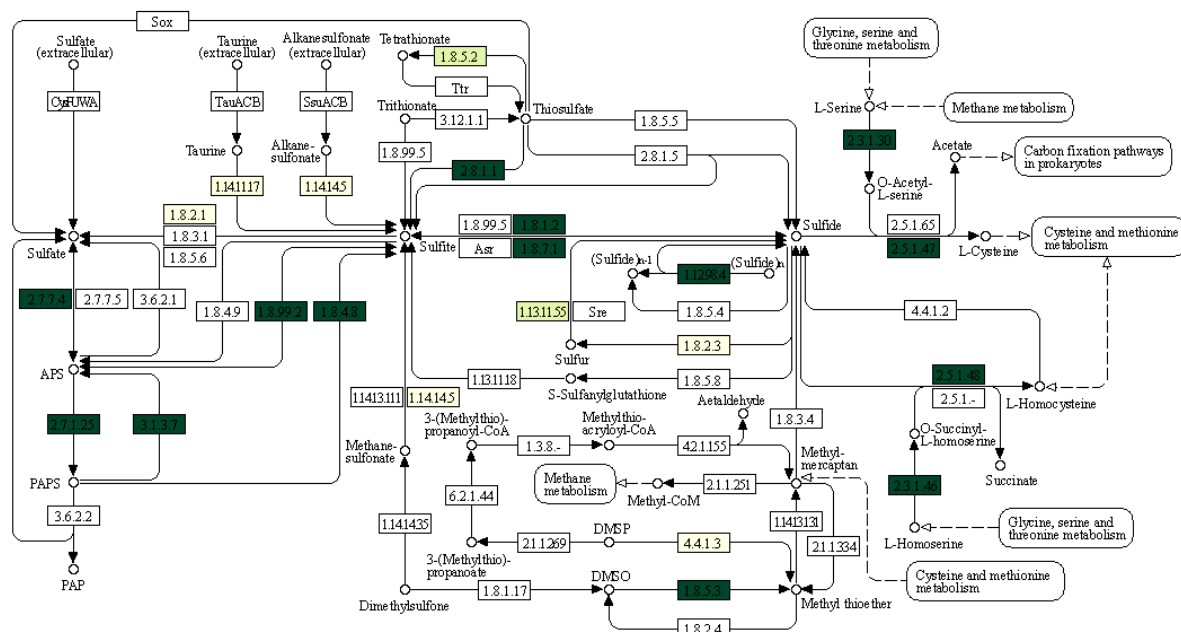 Sox
Sulfate
(extracellular)
Taurine
(extracellular)
Alkanesulfonate
(extracellular)
Tetrathionate
1.8.5.2
Ttr
Glycine, serine and
threonine metabolism
CysPUWA
TauACB
SsuACB
Trithionate
3.12.1.1
Thiosulfate
1.8.5.5
L-Serine
Methane metabolism
Taurine
Alkane-
sulfonate
1.8.99.5
2.8.1.1
2.8.1.5
2.3.1.30
Acetate
Carbon fixation pathways
in prokaryotes
1.14.11.17
1.14.14.5
O-Acetyl-
L-serine
1.8.2.1
1.8.3.1
1.8.5.6
Sulfate
Sulfite
1.8.99.5
1.8.1.2
Asr
1.8.7.1
Sulfide
2.5.1.65
2.5.1.47
L-Cysteine
Cysteine and methionine
metabolism
(Sulfide)n-1
1.12.98.4
(Sulfide)n
2.7.7.4
2.7.7.5
3.6.2.1
1.8.4.9
1.8.99.2
1.8.4.8
1.13.11.55
Sre
1.8.5.4
4.4.1.2
Sulfur
1.8.2.3
APS
1.13.11.18
S-Sulfanylglutathione
1.8.5.8
2.5.1.48
2.5.1.-
L-Homocysteine
1.14.13.111
1.14.14.5
Aetaldehyde
2.7.1.25
3.1.3.7
3-(Methylthio)-
propanoyl-CoA
Methylthio-
acryloyl-CoA
1.8.3.4
O-Succinyl-
L-homoserine
Methane-
sulfonate
1.3.8.-
4.2.1.155
Methyl-
mercaptan
Succinate
PAPS
Methane
metabolism
Methyl-CoM
2.1.1.251
2.3.1.46
3.6.2.2
6.2.1.44
1.14.14.35
1.14.13.131
DMSP
2.1.1.269
4.4.1.3
2.1.1.334
L-Homoserine
Glycine, serine and
threonine metabolism
3-(Methylthio)-
propanoate
PAP
DMSO
Cysteine and methionine
metabolism
1.8.1.17
1.8.5.3
Dimethylsulfone
Methyl thioether
1.8.2.4